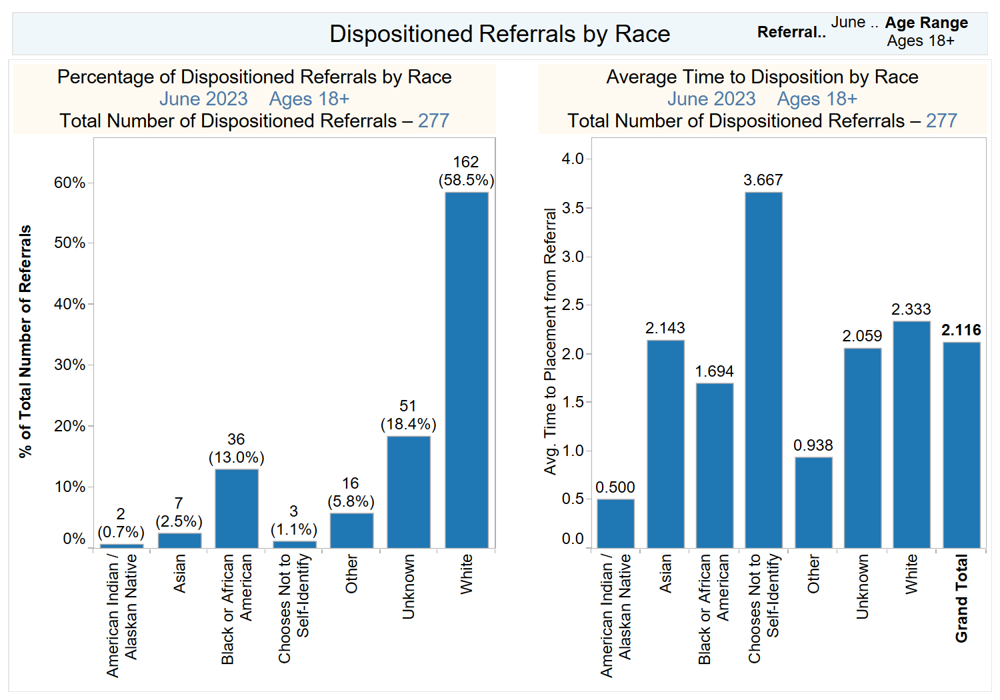 Dispositioned Referrals by Race
Referral..
June ..
Age Range
Ages 18+
Percentage of Dispositioned Referrals by Race
June 2023 Ages 18+
Total Number of Dispositioned Referrals – 277
% of Total Number of Referrals
60%
50%
40%
30%
20%
10%
0%
2
(0.7%)
7
(2.5%)
36
(13.0%)
3
(1.1%)
16
(5.8%)
51
(18.4%)
162
(58.5%)
American Indian /
Alaskan Native
Asian
Black or African
American
Chooses Not to
Self-Identify
Other
Unknown
White
Average Time to Disposition by Race
June 2023 Ages 18+
Total Number of Dispositioned Referrals – 277
Avg. Time to Placement from Referral
4.0
3.5
3.0
2.5
2.0
1.5
1.0
0.5
0.0
0.500
2.143
1.694
3.667
0.938
2.059
2.333
2.116
American Indian /
Alaskan Native
Asian
Black or African
American
Chooses Not to
Self-Identify
Other
Unknown
White
Grand Total